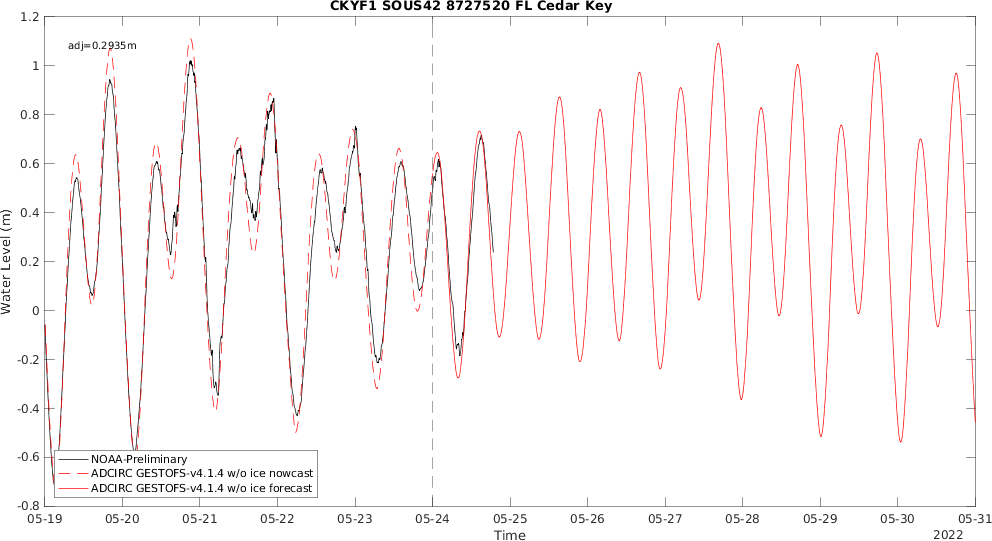 CKYF1 SOUS42 8727520 FL Cedar Key
adj=0.2935m
1.2
1
0.8
0.6
0.4
0.2
0
-0.2
-0.4
-0.6
-0.8
Water Level (m)
NOAA-Preliminary
ADCIRC GESTOFS-v4.1.4 w/o ice nowcast
ADCIRC GESTOFS-v4.1.4 w/o ice forecast
05-19 05-20 05-21 05-22 05-23 05-24 05-25 05-26 05-27 05-28 05-29 05-30 05-31
Time
2022